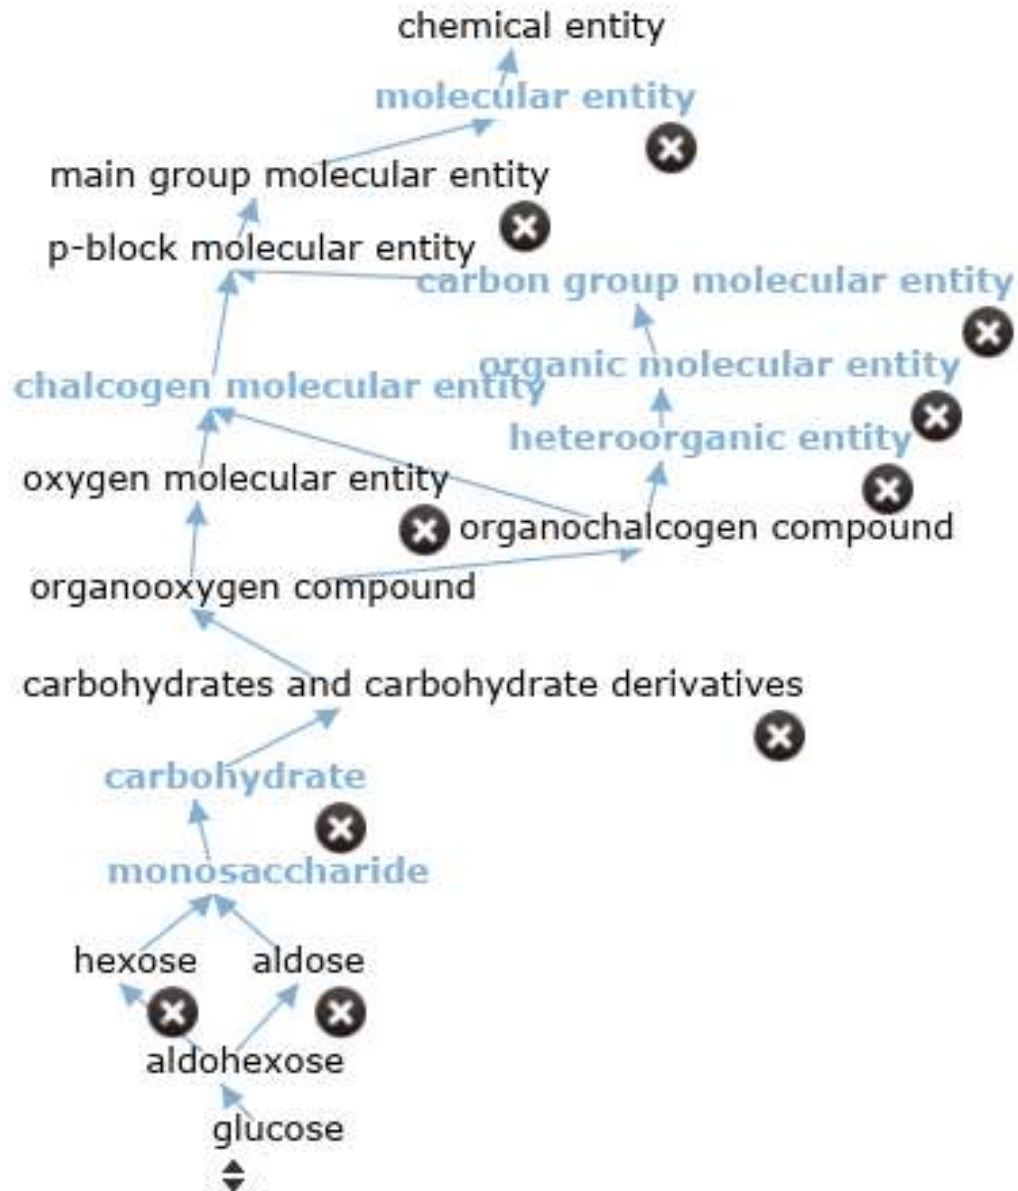 chemical entity
molecular entity
main group molecular entity
p-block molecular entity
carbon group molecular entity
organic molecular entity
chalcogen molecular entity
heteroorganic entity
oxygen molecular entity
organochalcogen compound
organooxygen compound
carbohydrates and carbohydrate derivatives
carbohydrate
monosaccharide
hexose aldose
aldohexose
glucose